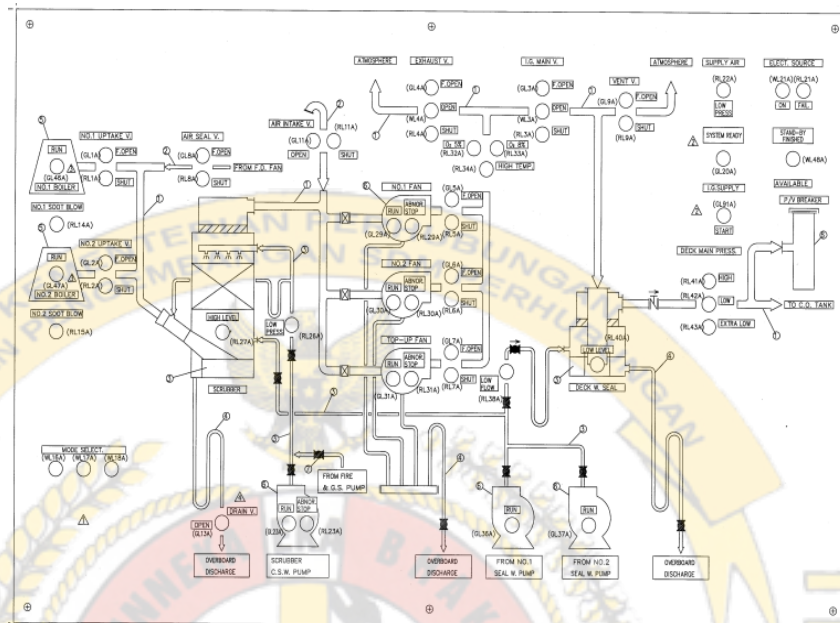 ATMOSPHERE
EXHAUST V.
I.G. MAIN V.
ATMOSPHERE
SUPPLY AIR
ELECT. SOURCE
(GL4A) F.OPEN
(GL3A) F.OPEN
VENT V.
(RL22A)
(WL21A) (RL21A)
(WL4A) OPEN
(WL3A) OPEN
(GL9A) F.OPEN
LOW PRESS
ON FAIL
(RL4A) SHUT
(RL3A) SHUT
(RL9A) SHUT
SYSTEM READY
(GL20A)
STAND-BY FINISHED
(WL48A)
O₂ 5% O₂ 8%
(RL32A) (RL33A)
(RL34A) HIGH TEMP.
I.G.SUPPLY
(GL91A)
START
AVAILABLE
P/V BREAKER
NO.1 UPTAKE V.
AIR SEAL V.
AIR INTAKE V.
(GL11A) (RL11A)
OPEN SHUT
RUN
(GL46A)
NO.1 BOILER
(GL1A) F.OPEN
(RL1A) SHUT
(GL8A) F.OPEN
(RL8A) SHUT
FROM F.D. FAN
NO.1 SOOT BLOW
(RL14A)
RUN
(GL47A)
NO.2 BOILER
NO.2 UPTAKE V.
(GL2A) F.OPEN
(RL2A) SHUT
NO.2 SOOT BLOW
(RL15A)
NO.1 FAN
RUN ABNOR. STOP
(GL29A) (RL29A)
(GL5A) F.OPEN
(RL5A) SHUT
NO.2 FAN
RUN ABNOR. STOP
(GL30A) (RL30A)
(GL6A) F.OPEN
(RL6A) SHUT
TOP-UP FAN
RUN ABNOR. STOP
(GL31A) (RL31A)
(GL7A) F.OPEN
(RL7A) SHUT
HIGH LEVEL
(RL27A)
LOW PRESS
(RL26A)
SCRUBBER
LOW FLOW
(RL38A)
DECK MAIN PRESS.
(RL41A) HIGH
(RL42A) LOW
(RL43A) EXTRA LOW
TO C.O. TANK
(RL40A)
LOW LEVEL
DECK W. SEAL
MODE SELECT.
(WL16A) (WL17A) (WL18A)
OPEN
(GL13A)
DRAIN V.
OVERBOARD DISCHARGE
FROM FIRE & G.S. PUMP
RUN ABNOR. STOP
(GL23A) (RL23A)
SCRUBBER C.S.W. PUMP
OVERBOARD DISCHARGE
RUN
(GL36A)
FROM NO.1 SEAL W. PUMP
RUN
(GL37A)
FROM NO.2 SEAL W. PUMP
OVERBOARD DISCHARGE